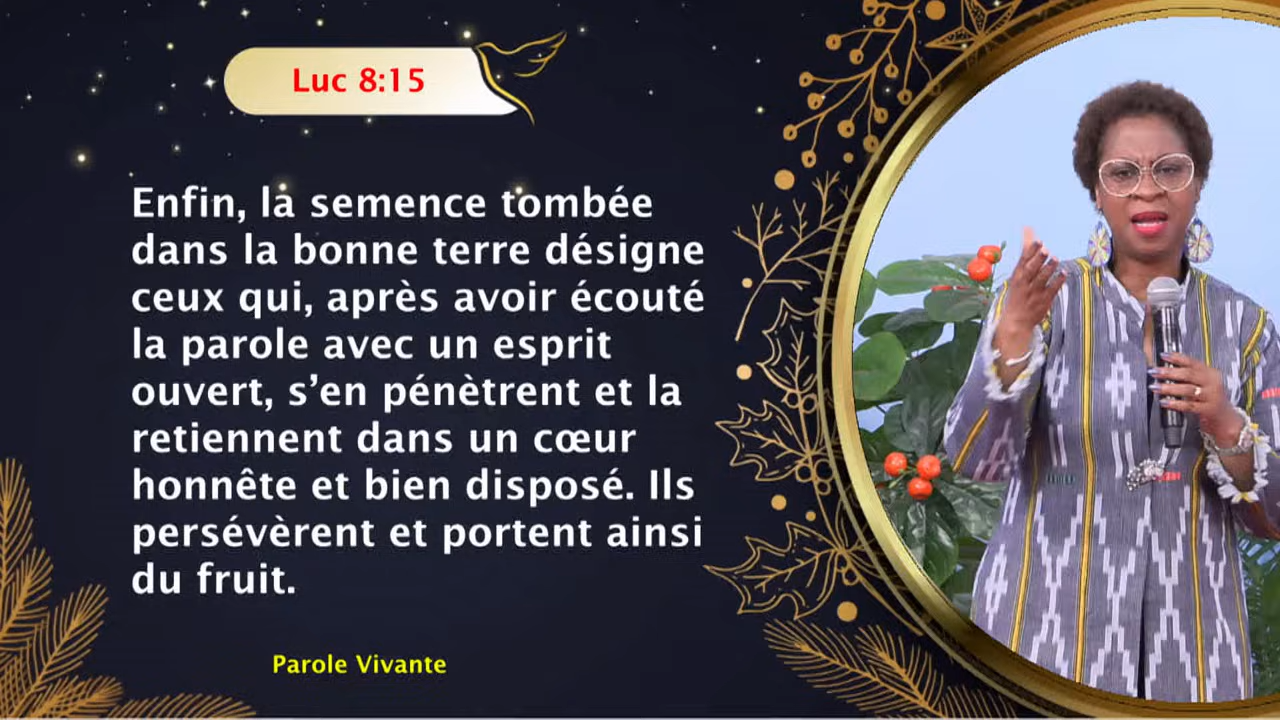 Luc 8:15
Enfin, la semence tombée
dans la bonne terre désigne
ceux qui, après avoir écouté
la parole avec un esprit
ouvert, s’en pénètrent et la
retiennent dans un cœur
honnête et bien disposé. Ils
persévèrent et portent ainsi
du fruit.
Parole Vivante